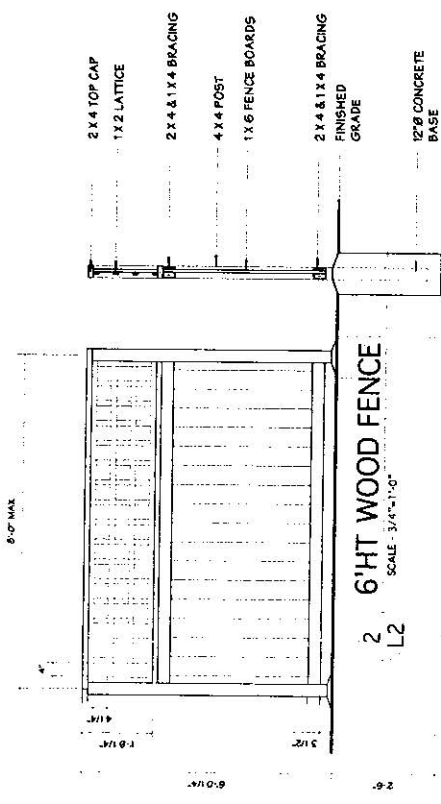 8'-0" MAX
4"
4 1/4"
1'-8 1/4"
3 1/2"
6'-0 1/4"
2'-6"
2 X 4 TOP CAP
1 X 2 LATTICE
2 X 4 & 1 X 4 BRACING
4 X 4 POST
1 X 6 FENCE BOARDS
2 X 4 & 1 X 4 BRACING
FINISHED
GRADE
12"Ø CONCRETE
BASE
2
L2
6'HT WOOD FENCE
SCALE - 3/4"=1'-0"